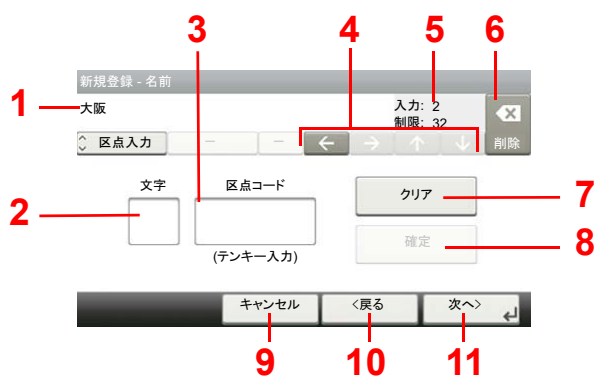 3
4
5
6
新規登録 - 名前
1
大阪
入力: 2
制限: 32
区点入力
−
−
←
→
↑
↓
削除
文字
区点コード
2
クリア
7
確定
8
(テンキー入力)
キャンセル
<戻る
次へ>
9
10
11